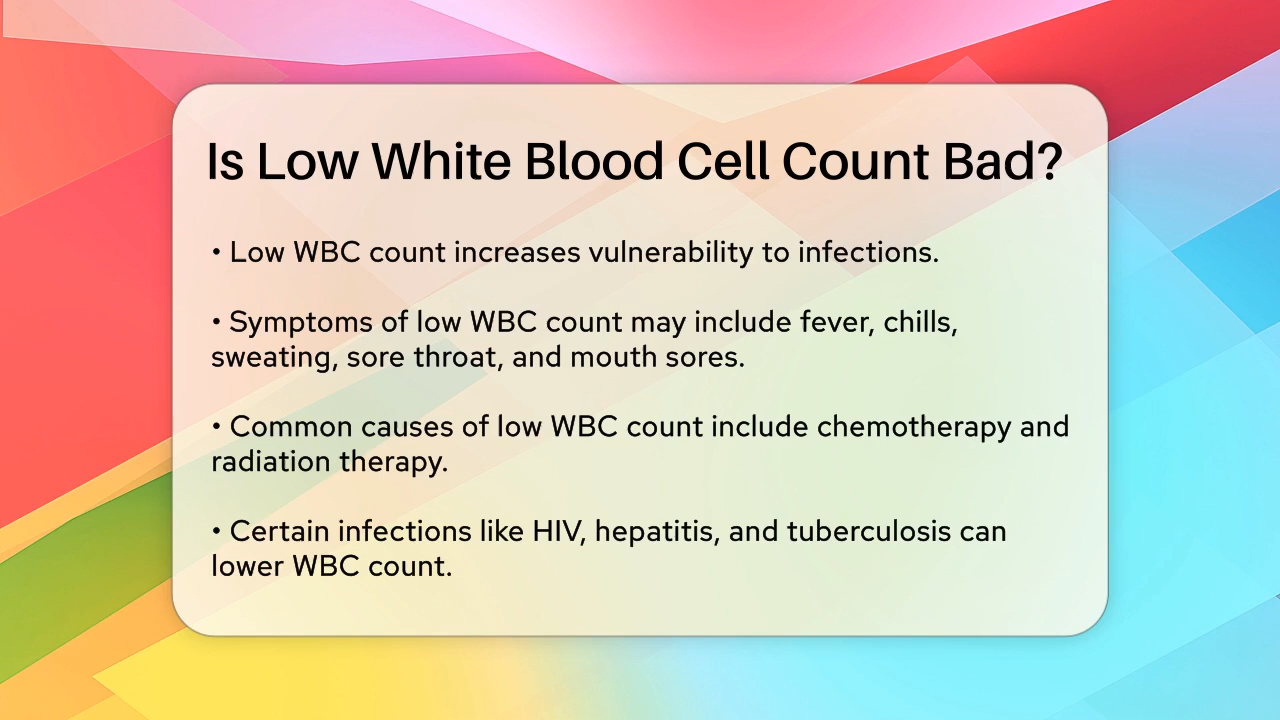 Is Low White Blood Cell Count Bad?
• Low WBC count increases vulnerability to infections.
• Symptoms of low WBC count may include fever, chills,
sweating, sore throat, and mouth sores.
• Common causes of low WBC count include chemotherapy and
radiation therapy.
• Certain infections like HIV, hepatitis, and tuberculosis can
lower WBC count.